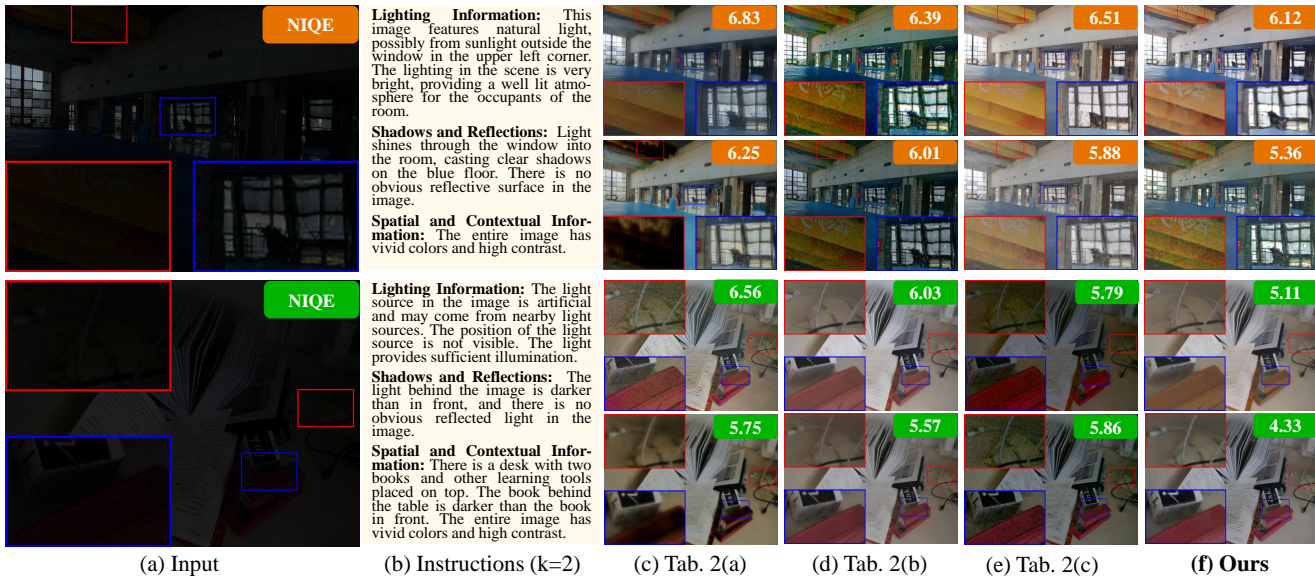 NIQE
Lighting Information: This
image features natural light,
possibly from sunlight outside the
window in the upper left corner.
The lighting in the scene is very
bright, providing a well lit atmo-
sphere for the occupants of the
room.
Shadows and Reflections: Light
shines through the window into
the room, casting clear shadows
on the blue floor. There is no
obvious reflective surface in the
image.
Spatial and Contextual Infor-
mation: The entire image has
vivid colors and high contrast.
6.83
6.39
6.51
6.12
6.25
6.01
5.88
5.36
NIQE
Lighting Information: The light
source in the image is artificial
and may come from nearby light
sources. The position of the light
source is not visible. The light
provides sufficient illumination.
Shadows and Reflections: The
light behind the image is darker
than in front, and there is no
obvious reflected light in the
image.
Spatial and Contextual Infor-
mation: There is a desk with two
books and other learning tools
placed on top. The book behind
the table is darker than the book
in front. The entire image has
vivid colors and high contrast.
6.56
6.03
5.79
5.11
5.75
5.57
5.86
4.33
(a) Input
(b) Instructions (k=2)
(c) Tab. 2(a)
(d) Tab. 2(b)
(e) Tab. 2(c)
(f) Ours